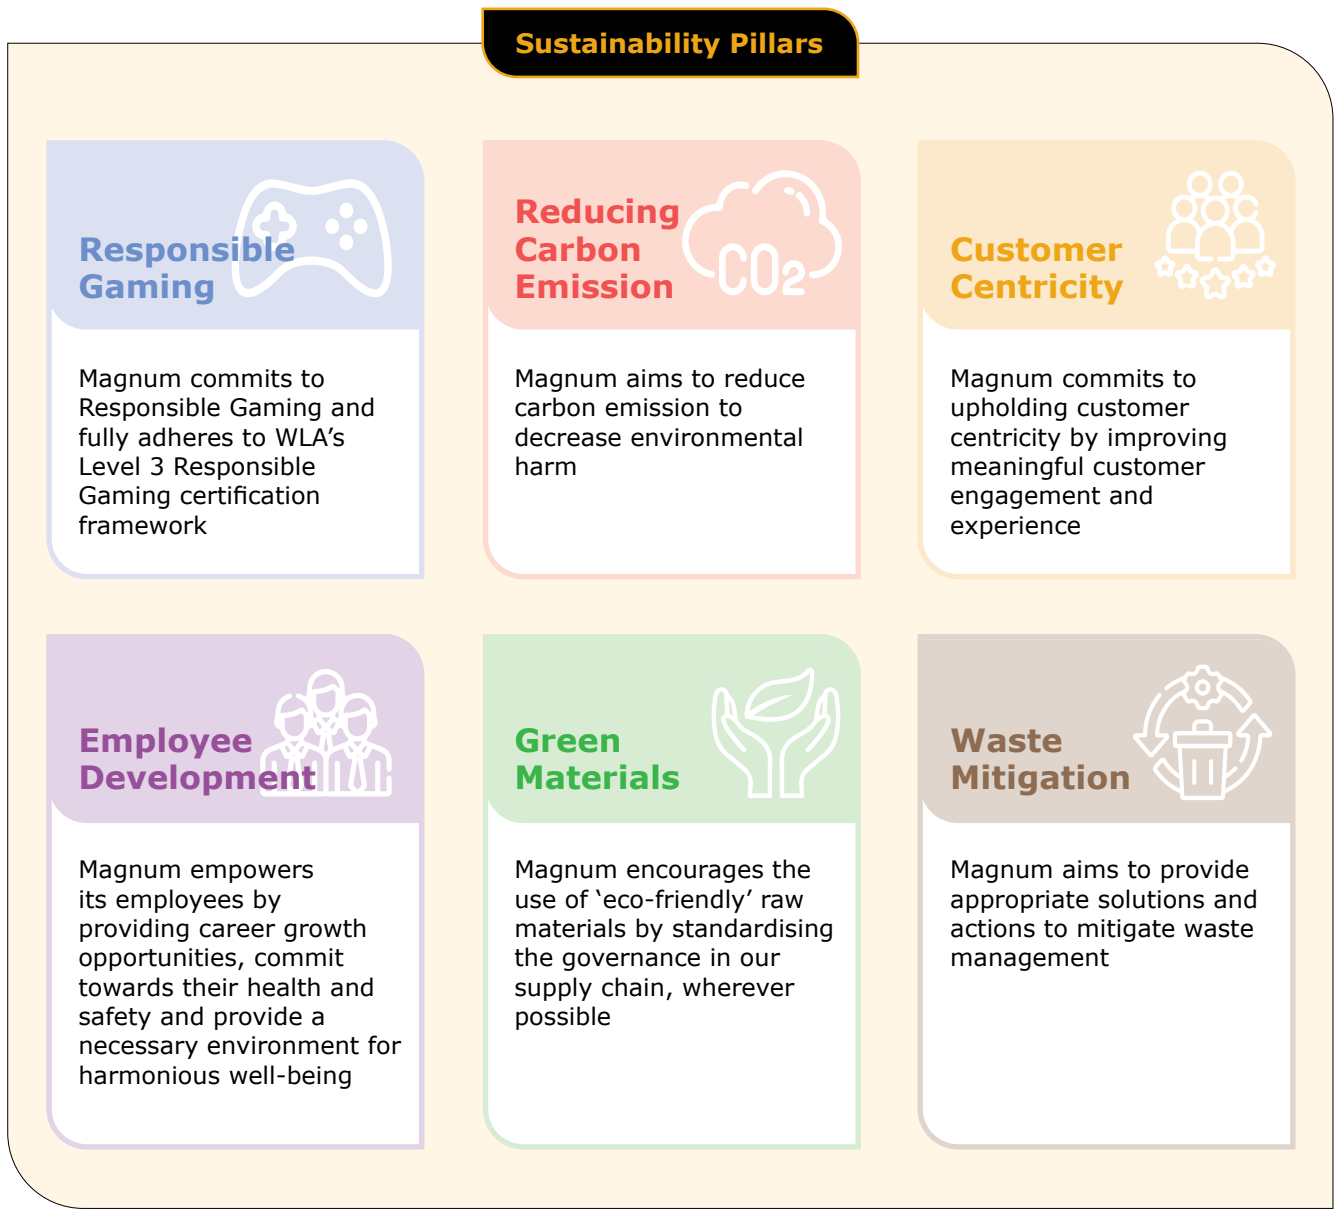 Sustainability Pillars
Responsible
Gaming
Magnum commits to
Responsible Gaming and
fully adheres to WLA’s
Level 3 Responsible
Gaming certification
framework
Reducing
Carbon
Emission
CO2
Magnum aims to reduce
carbon emission to
decrease environmental
harm
Customer
Centricity
Magnum commits to
upholding customer
centricity by improving
meaningful customer
engagement and
experience
Employee
Development
Magnum empowers
its employees by
providing career growth
opportunities, commit
towards their health and
safety and provide a
necessary environment for
harmonious well-being
Green
Materials
Magnum encourages the
use of ‘eco-friendly’ raw
materials by standardising
the governance in our
supply chain, wherever
possible
Waste
Mitigation
Magnum aims to provide
appropriate solutions and
actions to mitigate waste
management